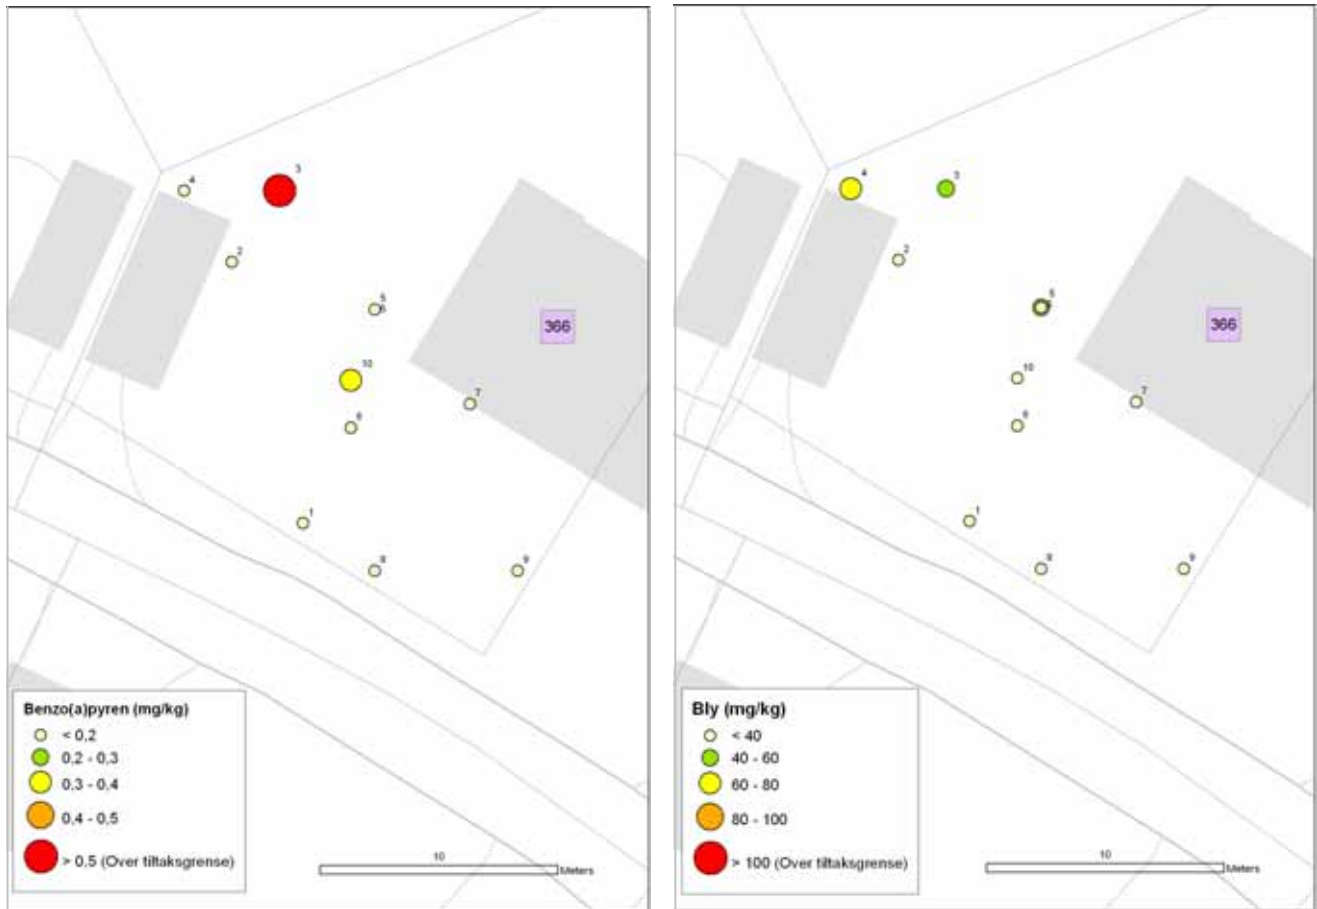 3
4
2
5
6
366
10
7
6
1
8
9
Benzo(a)pyren (mg/kg)
< 0,2
0,2 - 0,3
0,3 - 0,4
0,4 - 0,5
> 0.5 (Over tiltaksgrense)
10
Meters
4
3
2
5
366
10
7
6
1
8
9
Bly (mg/kg)
< 40
40 - 60
60 - 80
80 - 100
> 100 (Over tiltaksgrense)
10
Meters